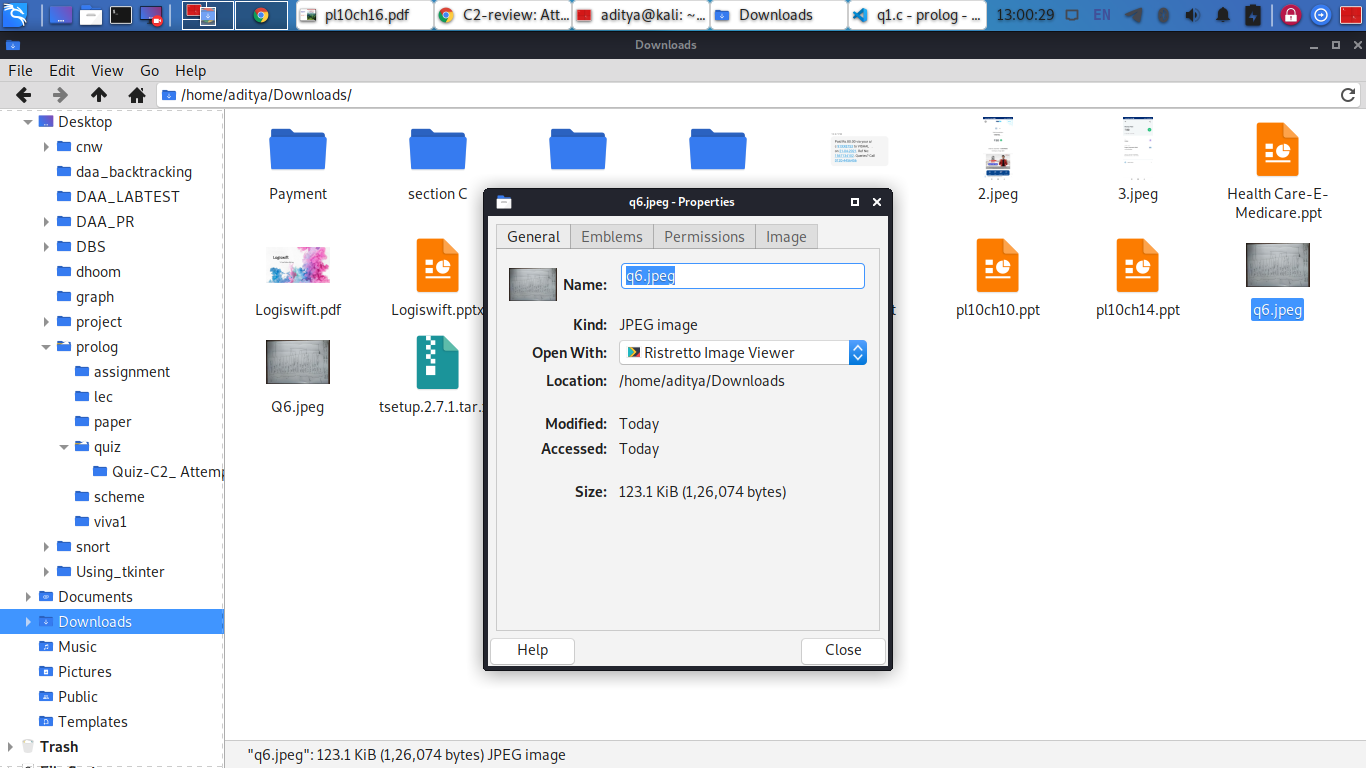 pl10ch16.pdf
C2-review: Att...
aditya@kali: ~...
Downloads
q1.c - prolog - ...
13:00:29
EN
Downloads
File Edit View Go Help
/home/aditya/Downloads/
Desktop
cnw
daa_backtracking
DAA_LABTEST
DAA_PR
DBS
dhoom
graph
project
prolog
assignment
lec
paper
quiz
Quiz-C2_ Attemp
scheme
viva1
snort
Using_tkinter
Documents
Downloads
Music
Pictures
Public
Templates
Trash
Payment
section C
2.jpeg
3.jpeg
Health Care-E-
Medicare.ppt
Logiswift.pdf
Logiswift.pptx
pl10ch10.ppt
pl10ch14.ppt
q6.jpeg
Q6.jpeg
tsetup.2.7.1.tar.
q6.jpeg - Properties
General Emblems Permissions Image
Name: q6.jpeg
Kind: JPEG image
Open With: Ristretto Image Viewer
Location: /home/aditya/Downloads
Modified: Today
Accessed: Today
Size: 123.1 KiB (1,26,074 bytes)
Help Close
"q6.jpeg": 123.1 KiB (1,26,074 bytes) JPEG image